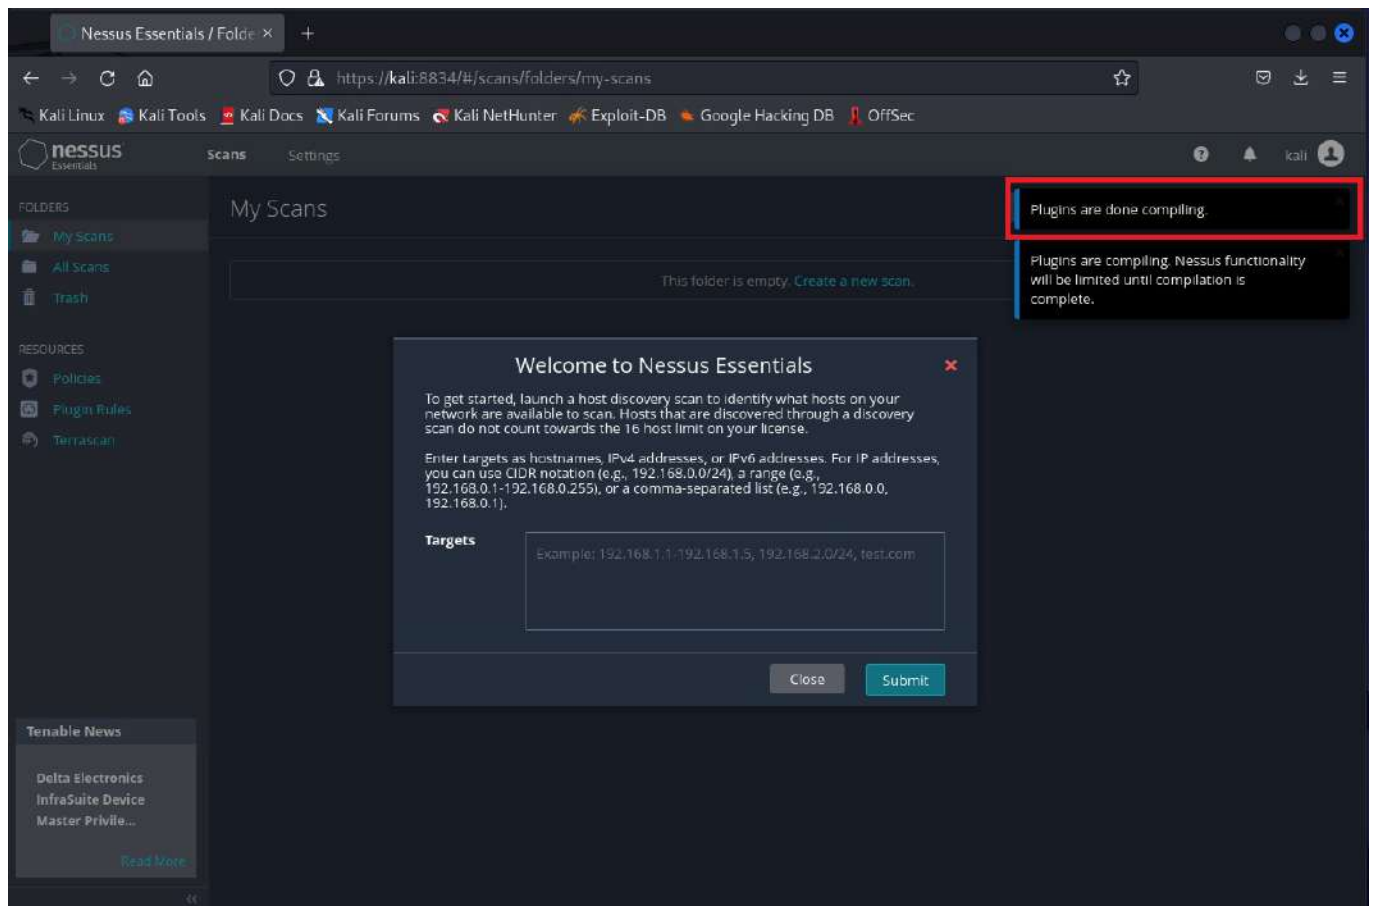 Nessus Essentials / Folde
https://kali:8834/#/scans/folders/my-scans
Kali Linux Kali Tools Kali Docs Kali Forums Kali NetHunter Exploit-DB Google Hacking DB OffSec
nessus
Essentials
Scans Settings
kali
FOLDERS
My Scans
All Scans
Trash
RESOURCES
Policies
Plugin Rules
Terrascan
My Scans
This folder is empty. Create a new scan.
Plugins are done compiling.
Plugins are compiling. Nessus functionality
will be limited until compilation is
complete.
Welcome to Nessus Essentials
To get started, launch a host discovery scan to identify what hosts on your
network are available to scan. Hosts that are discovered through a discovery
scan do not count towards the 16 host limit on your license.
Enter targets as hostnames, IPv4 addresses, or IPv6 addresses. For IP addresses,
you can use CIDR notation (e.g., 192.168.0.0/24), a range (e.g.,
192.168.0.1-192.168.0.255), or a comma-separated list (e.g., 192.168.0.0,
192.168.0.1).
Targets
Example: 192.168.1.1-192.168.1.5, 192.168.2.0/24, test.com
Close Submit
Tenable News
Delta Electronics
InfraSuite Device
Master Privile...
Read More